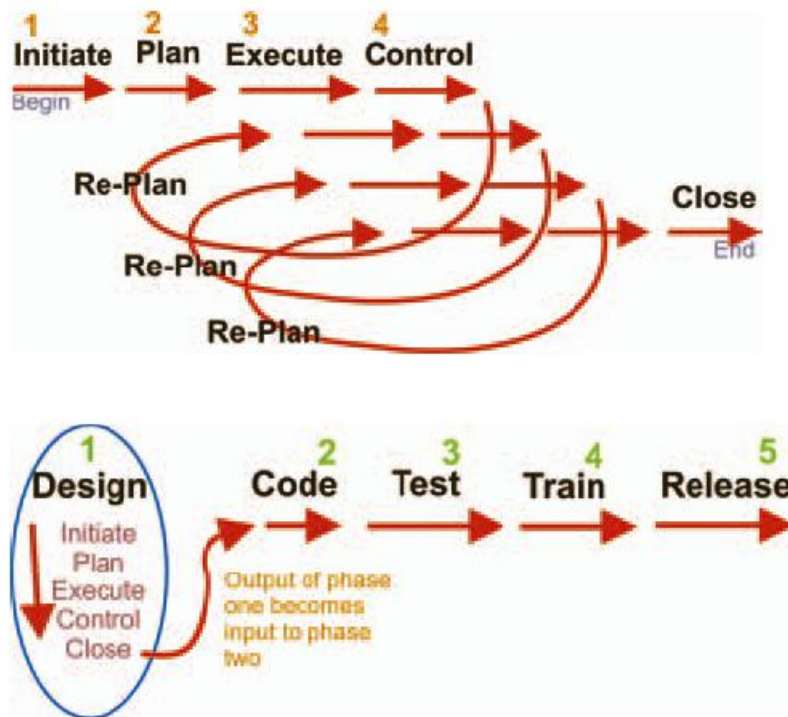 1 2 3 4
Initiate Plan Execute Control
Begin
Re-Plan
Close
End
Re-Plan
Re-Plan
1 2 3 4 5
Design Code Test Train Release
Initiate
Plan
Execute
Control
Close
Output of phase
one becomes
input to phase
two